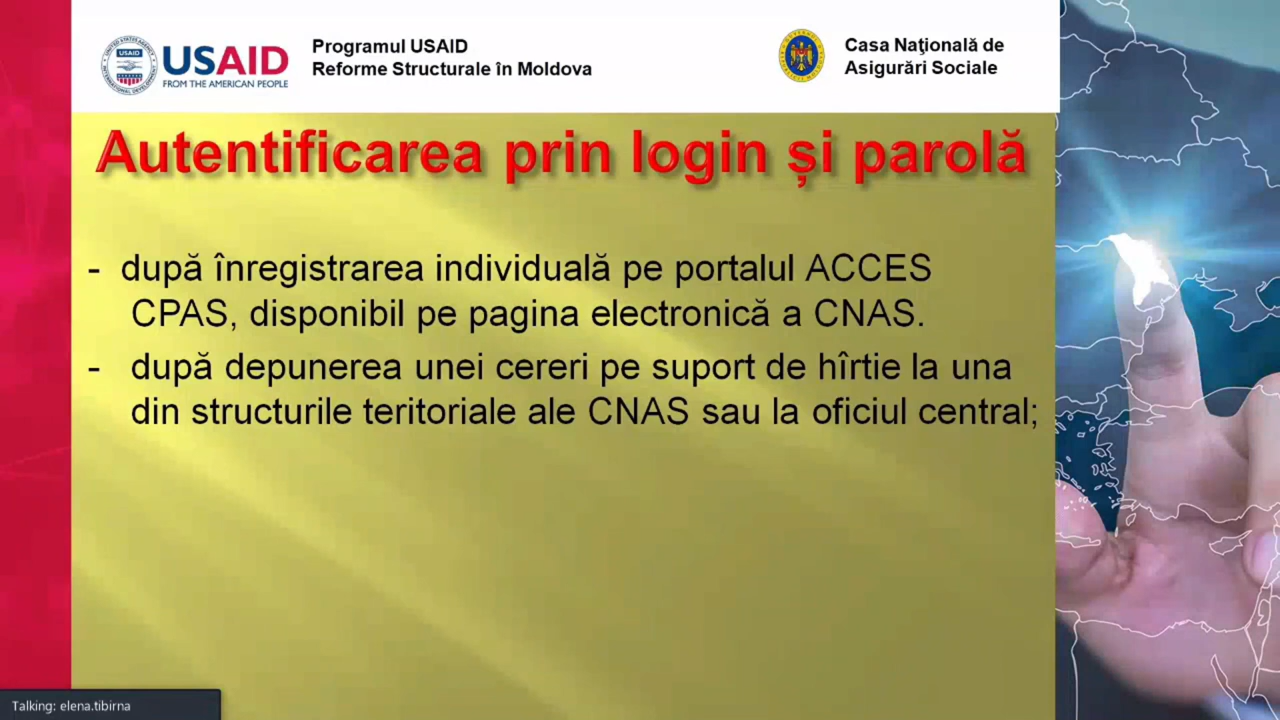 USAID
USAID
FROM THE AMERICAN PEOPLE
Programul USAID
Reforme Structurale în Moldova
Casa Naţională de
Asigurări Sociale
Autentificarea prin login și parolă
- după înregistrarea individuală pe portalul ACCES
CPAS, disponibil pe pagina electronică a CNAS.
- după depunerea unei cereri pe suport de hîrtie la una
din structurile teritoriale ale CNAS sau la oficiul central;
Talking: elena.tibirna